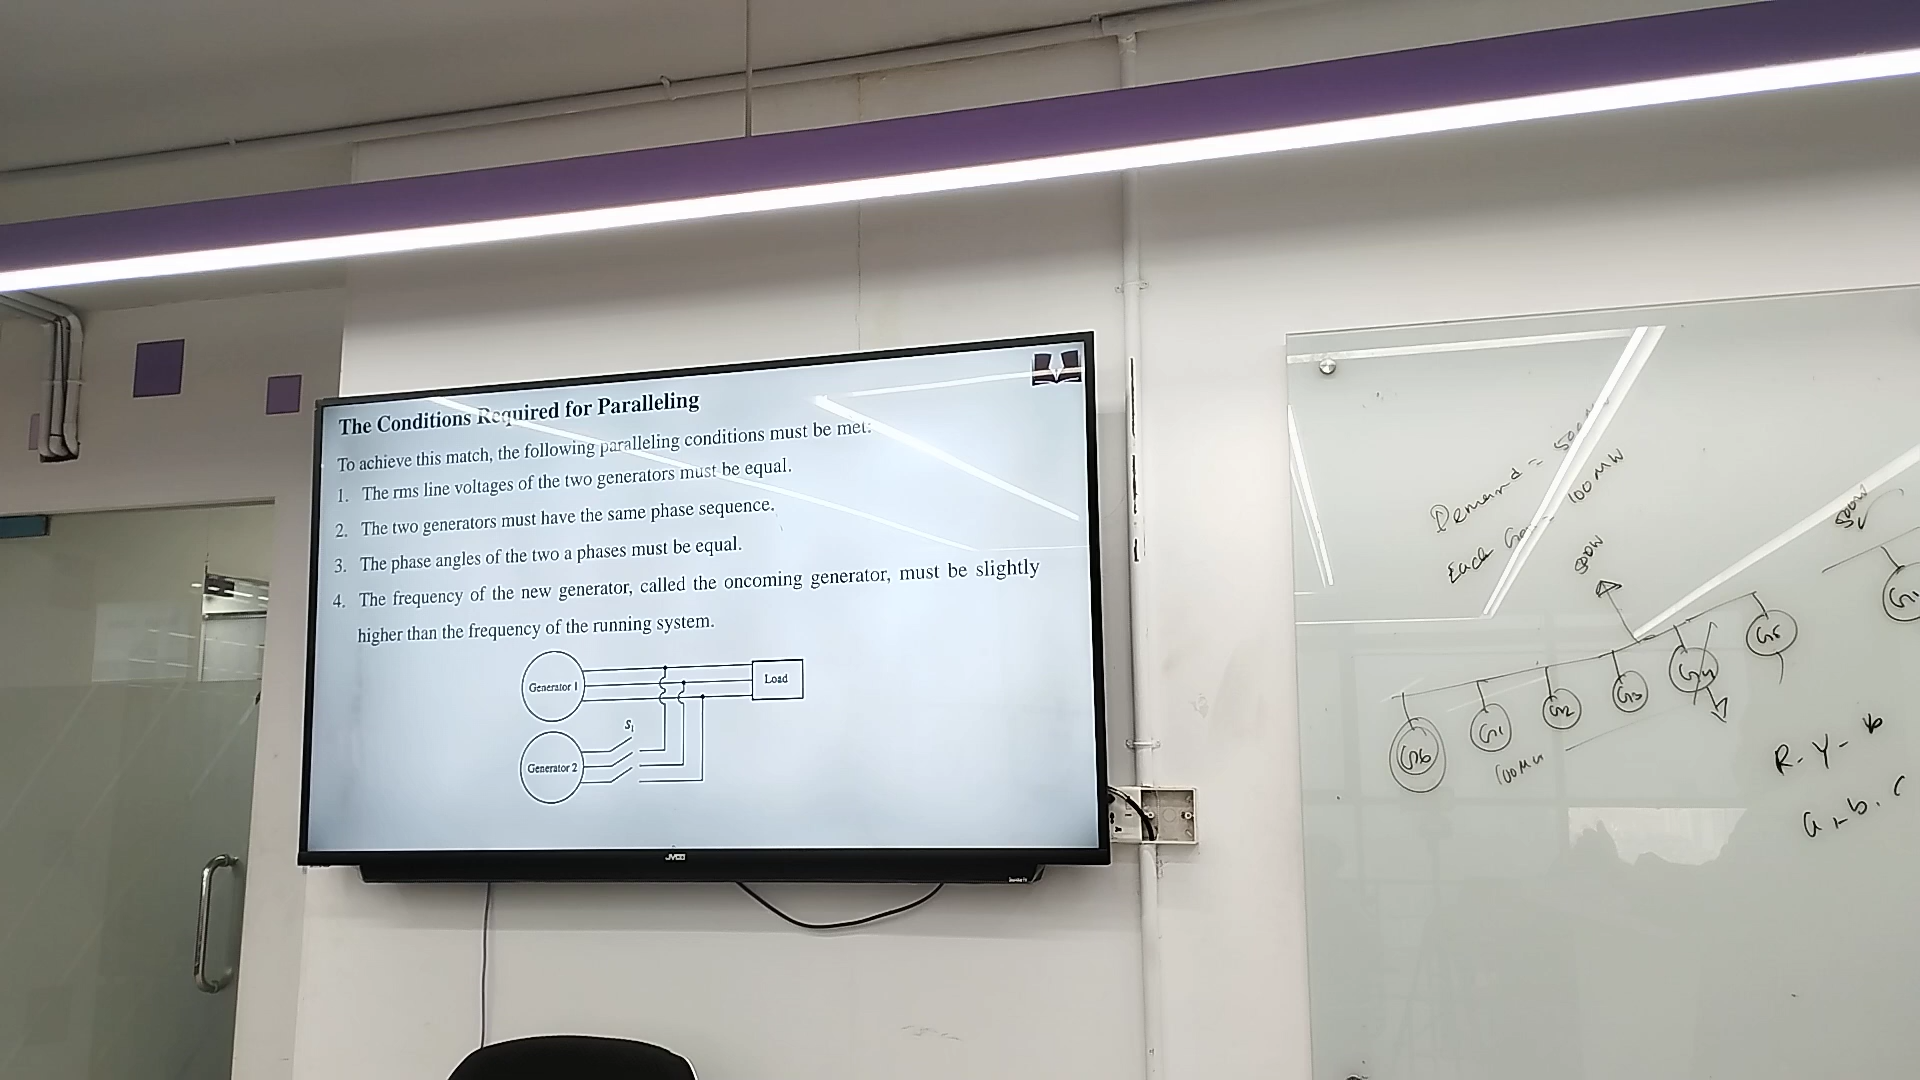 The Conditions Required for Paralleling
To achieve this match, the following paralleling conditions must be met:
1. The rms line voltages of the two generators must be equal.
2. The two generators must have the same phase sequence.
3. The phase angles of the two a phases must be equal.
4. The frequency of the new generator, called the oncoming generator, must be slightly
higher than the frequency of the running system.
Generator 1
Load
S1
Generator 2
Demand = 500
Each 100MW
500W
G6
G1
G2
G3
G4
G5
100MW
G1
R-Y-b
a-b.c